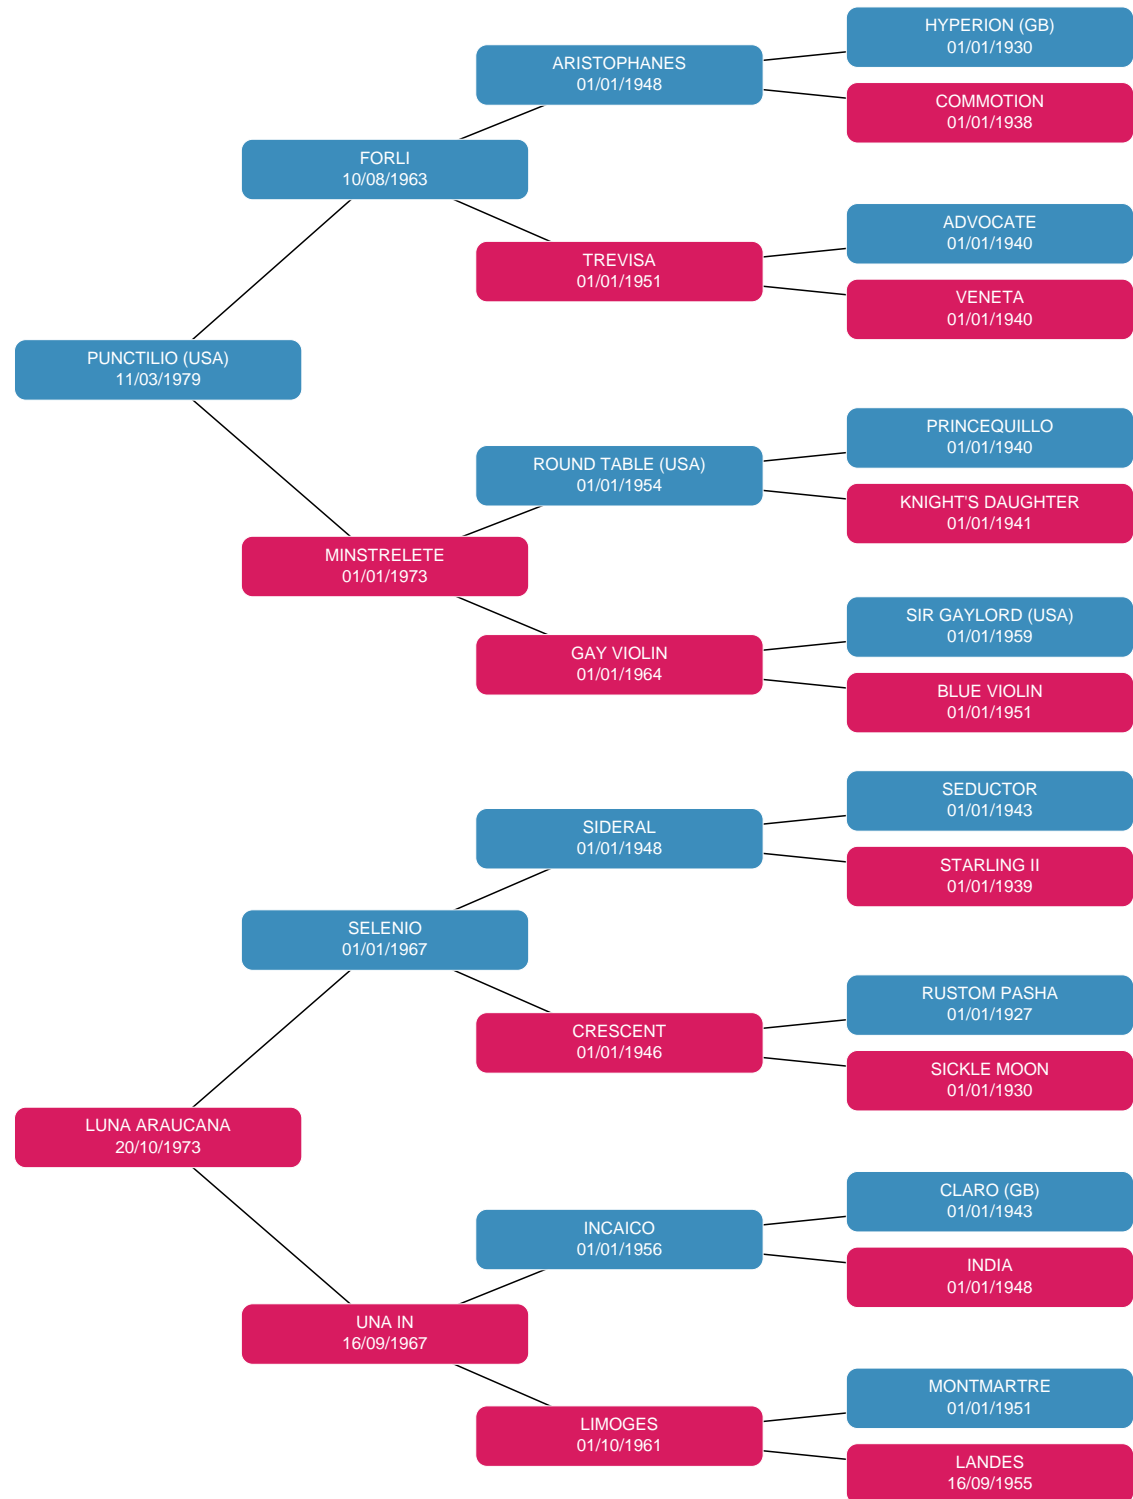 HYPERION (GB)
01/01/1930
ARISTOPHANES
01/01/1948
COMMOTION
01/01/1938
FORLI
10/08/1963
ADVOCATE
01/01/1940
TREVISA
01/01/1951
VENETA
01/01/1940
PUNCTILIO (USA)
11/03/1979
PRINCEQUILLO
01/01/1940
ROUND TABLE (USA)
01/01/1954
KNIGHT'S DAUGHTER
01/01/1941
MINSTRELETE
01/01/1973
SIR GAYLORD (USA)
01/01/1959
GAY VIOLIN
01/01/1964
BLUE VIOLIN
01/01/1951
SEDUCTOR
01/01/1943
SIDERAL
01/01/1948
STARLING II
01/01/1939
SELENIO
01/01/1967
RUSTOM PASHA
01/01/1927
CRESCENT
01/01/1946
SICKLE MOON
01/01/1930
LUNA ARAUCANA
20/10/1973
CLARO (GB)
01/01/1943
INCAICO
01/01/1956
INDIA
01/01/1948
UNA IN
16/09/1967
MONTMARTRE
01/01/1951
LIMOGES
01/10/1961
LANDES
16/09/1955